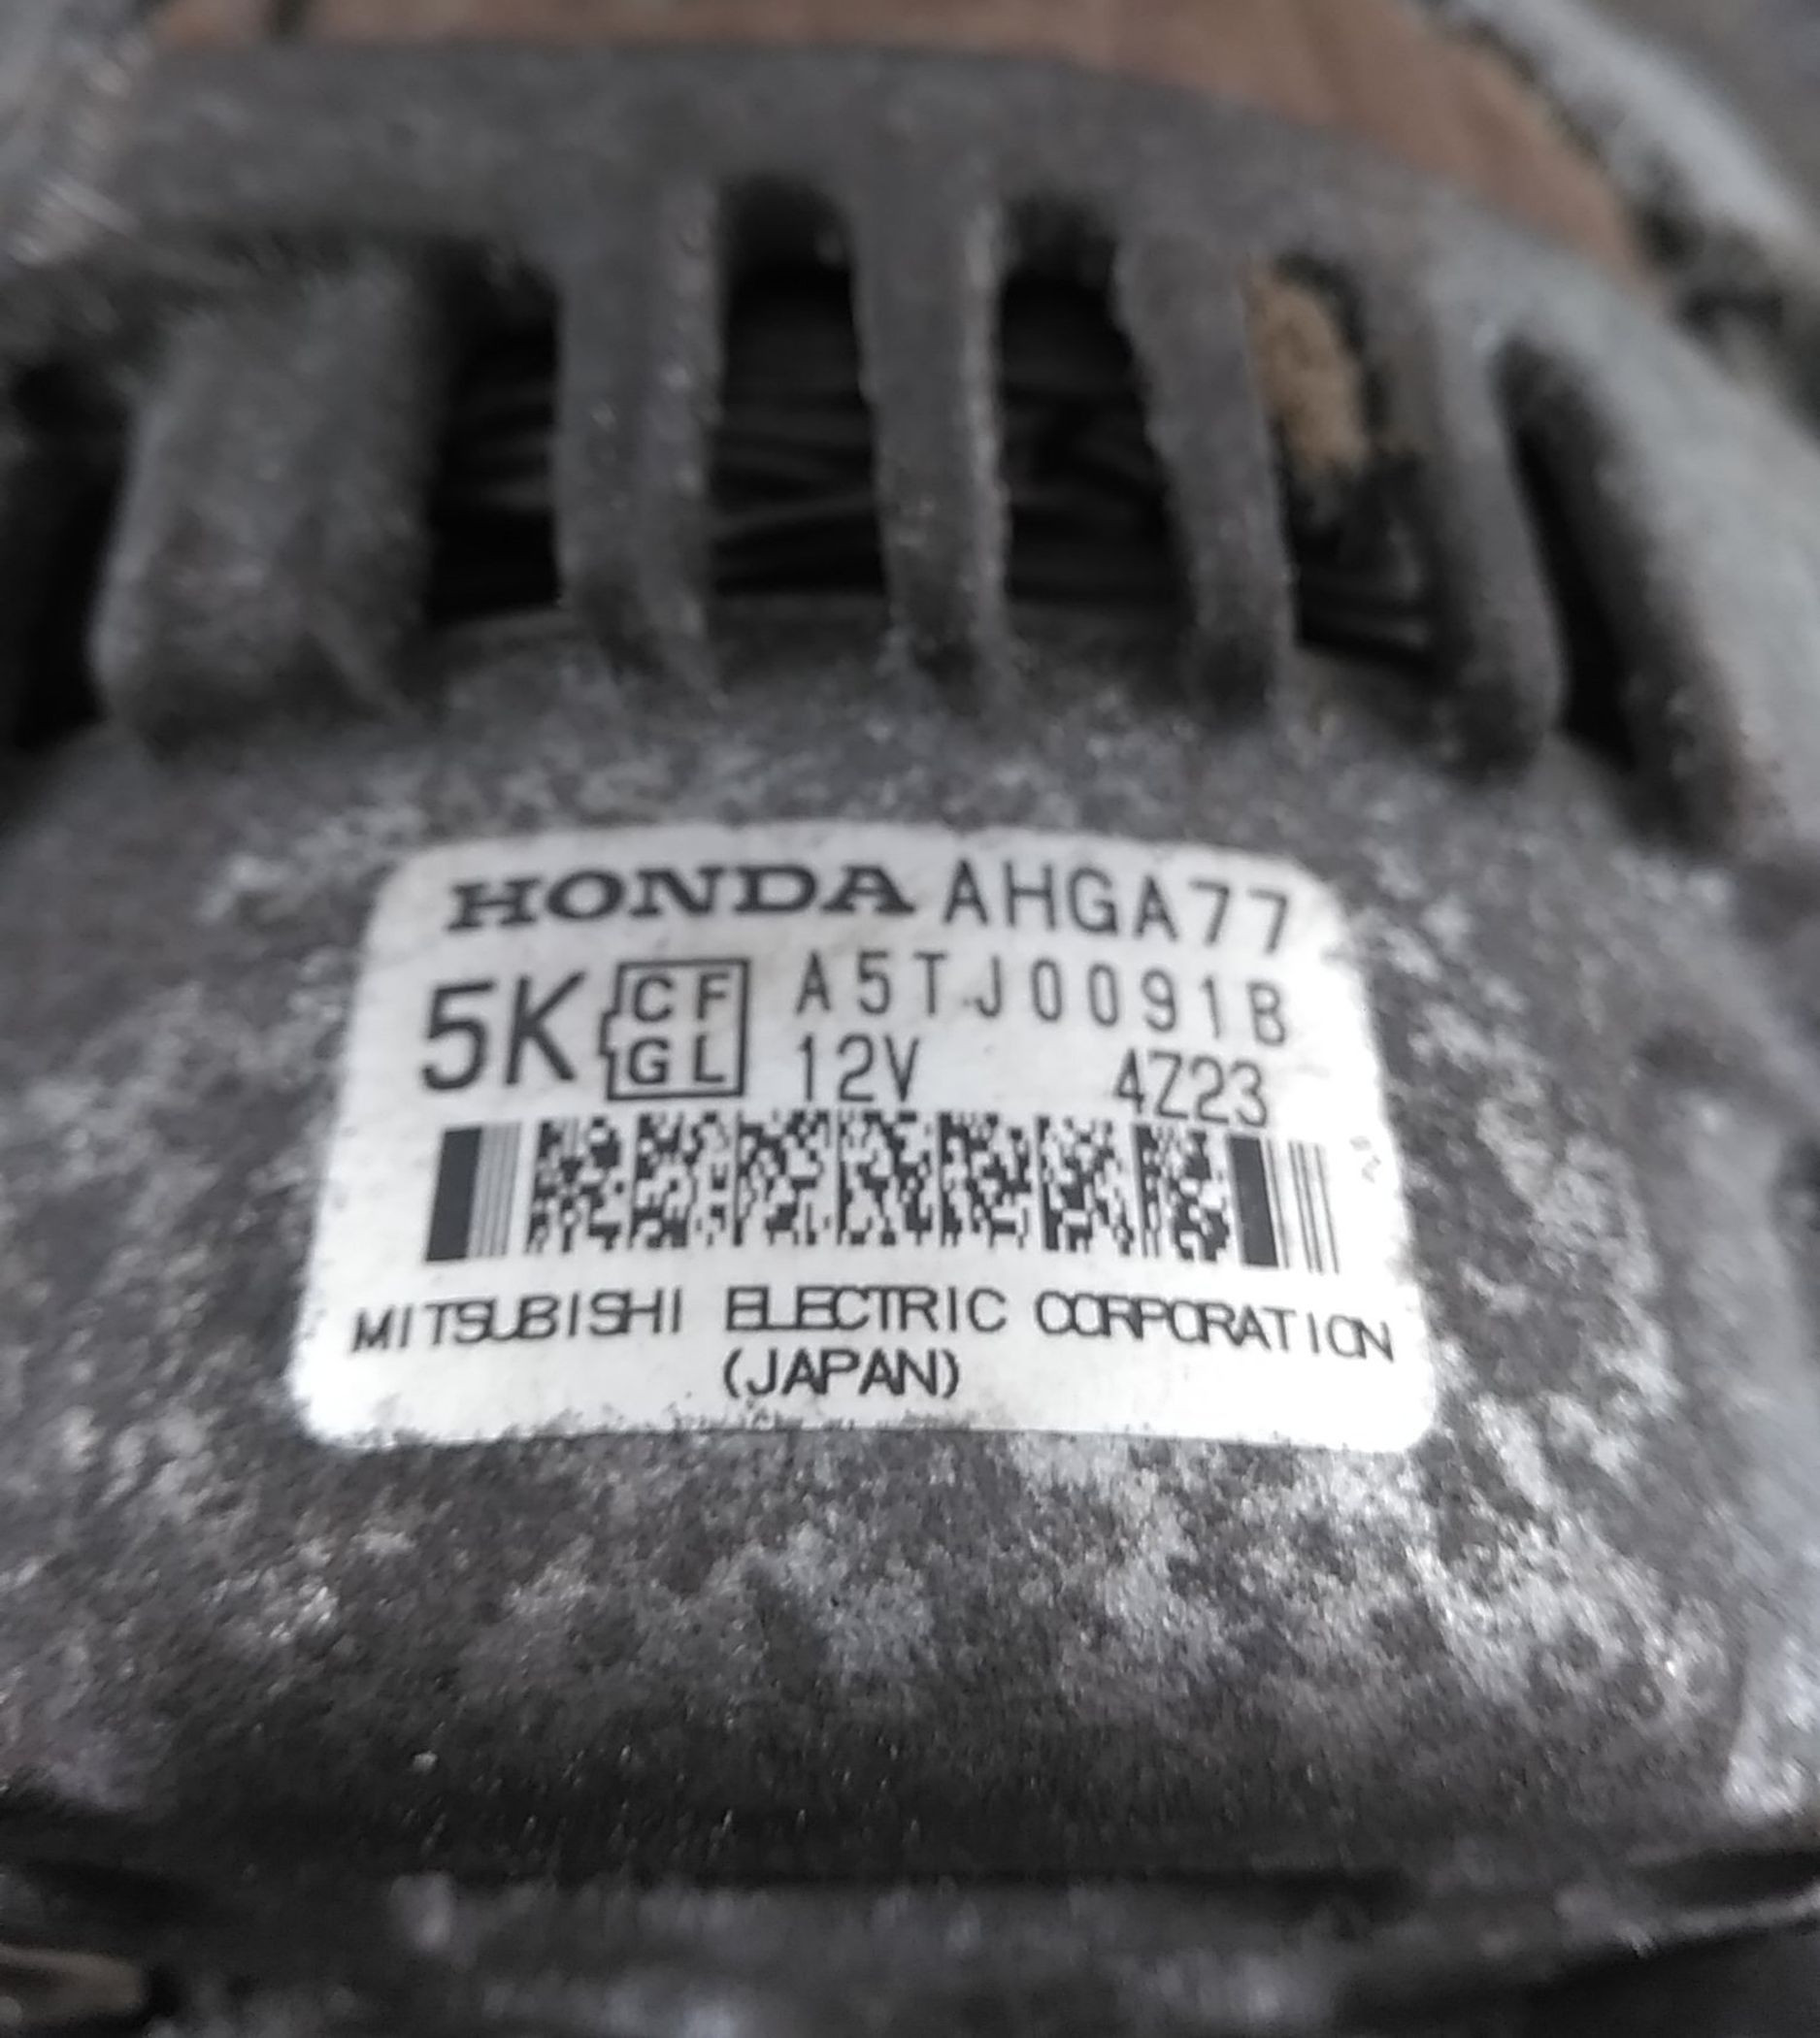 HONDA AHGA77
5K CF A5TJ0091B
GL 12V 4Z23
MITSUBISHI ELECTRIC CORPORATION
(JAPAN)